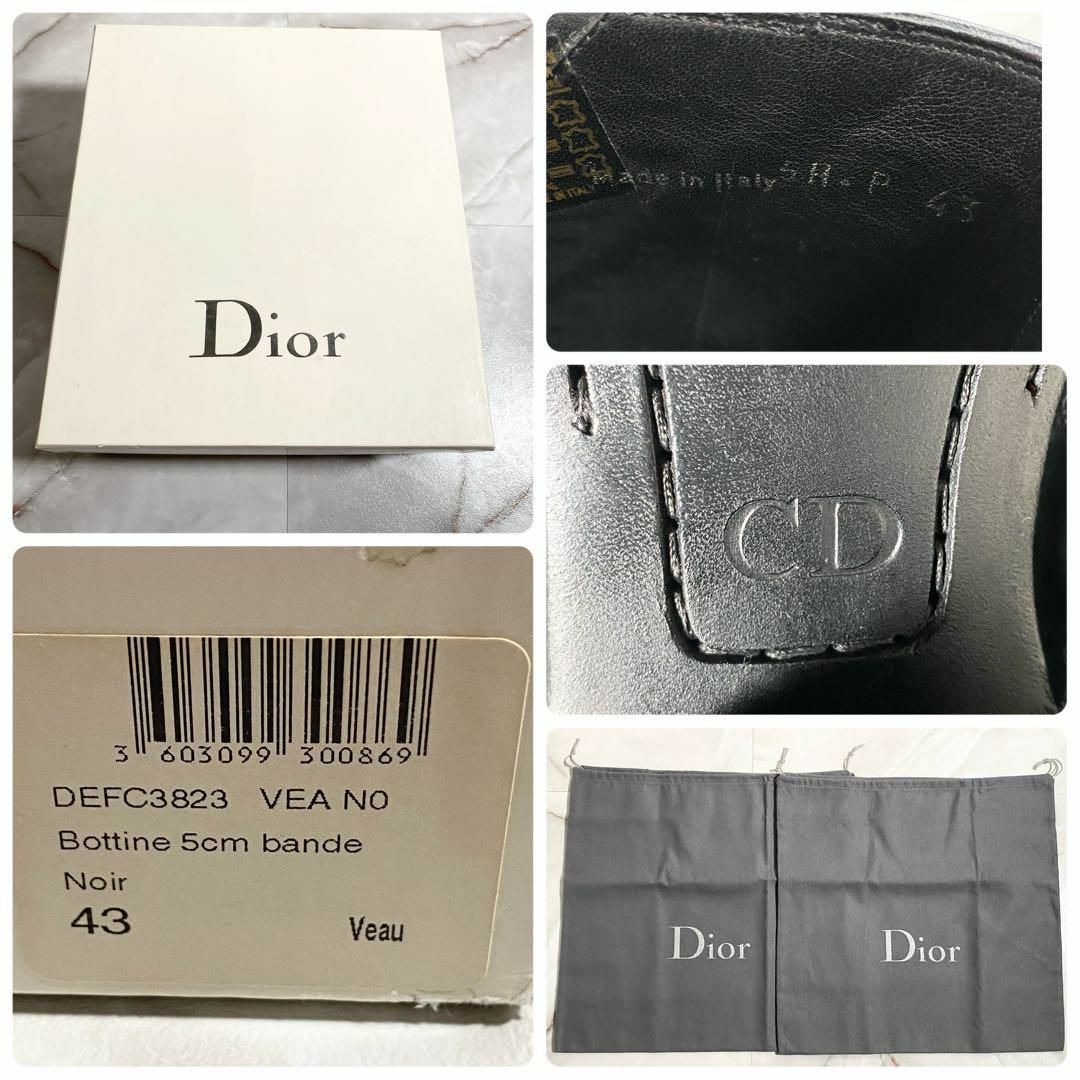 Dior
Made in Italy
CD
3 603099 300869
DEFC3823 VEA N0
Bottine 5cm bande
Noir
43
Veau
Dior
Dior